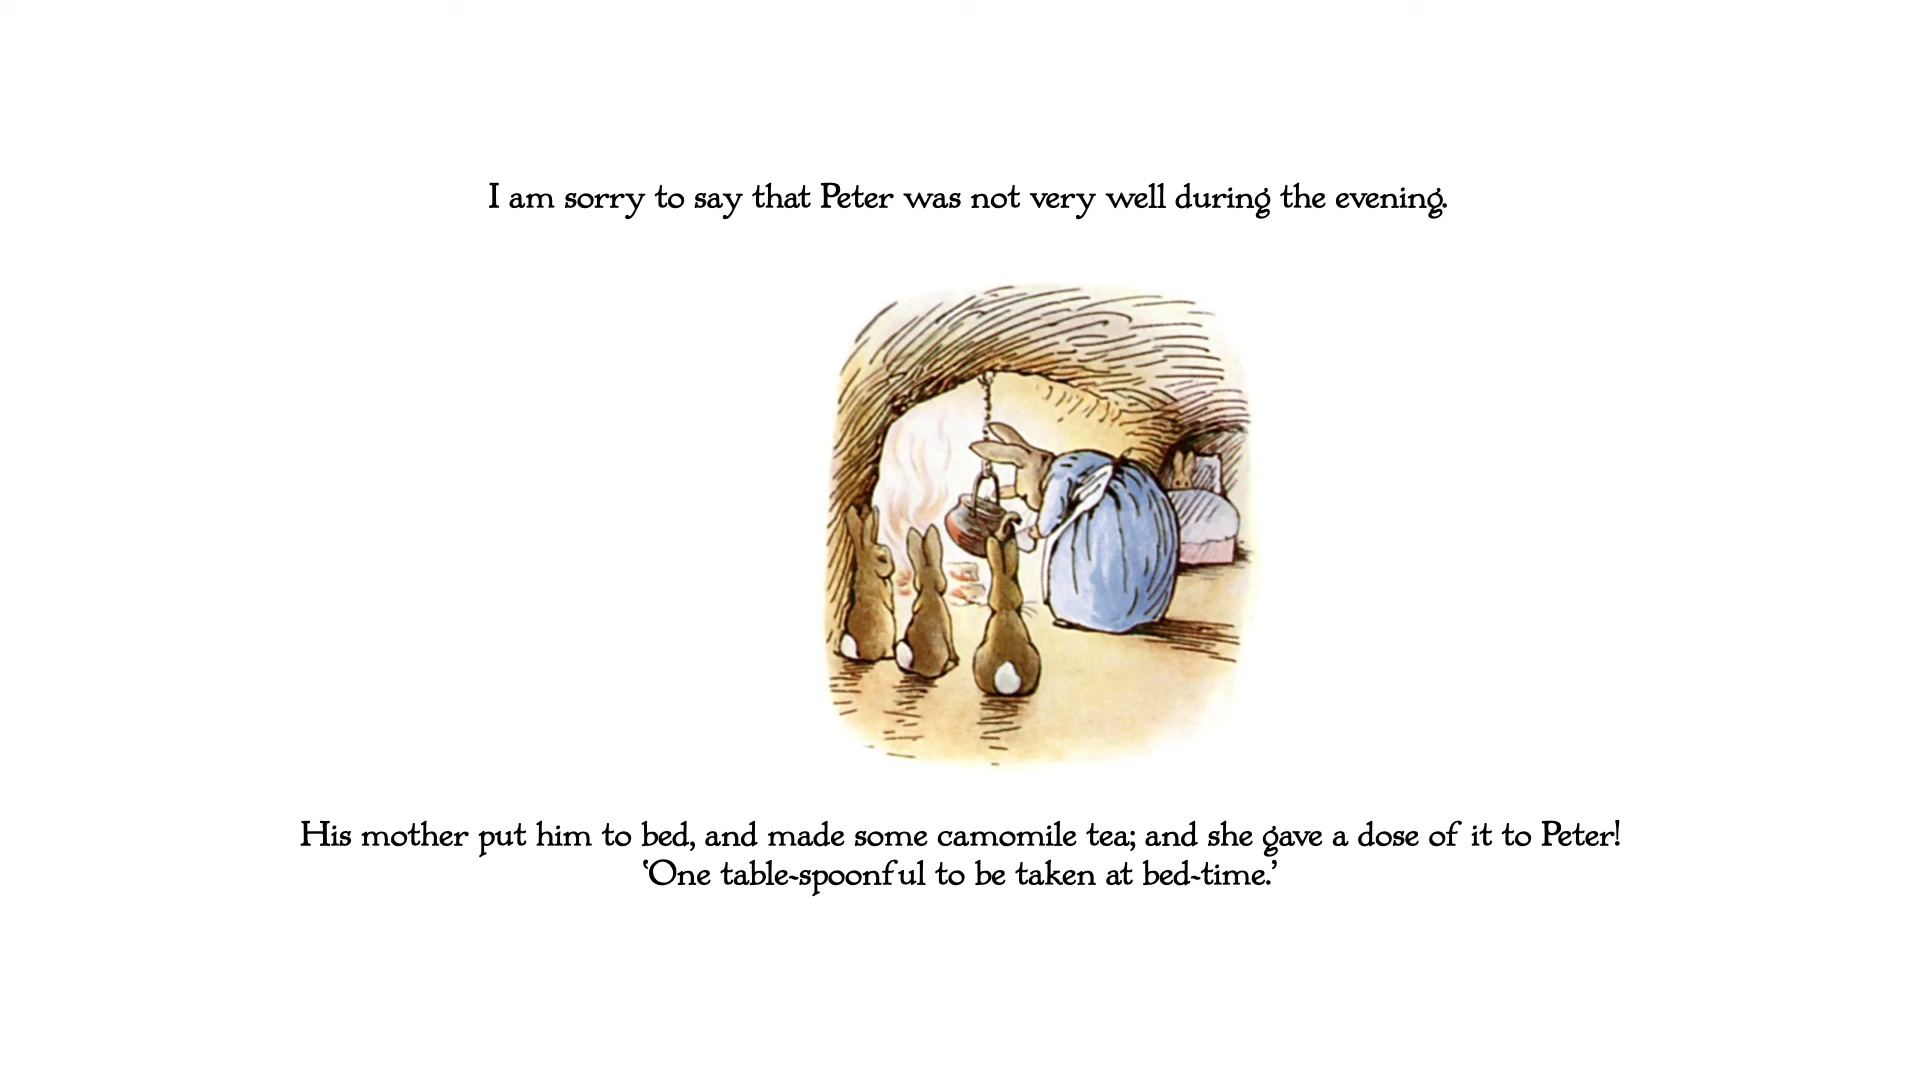 I am sorry to say that Peter was not very well during the evening.
His mother put him to bed, and made some camomile tea; and she gave a dose of it to Peter!
‘One table-spoonful to be taken at bed-time.’